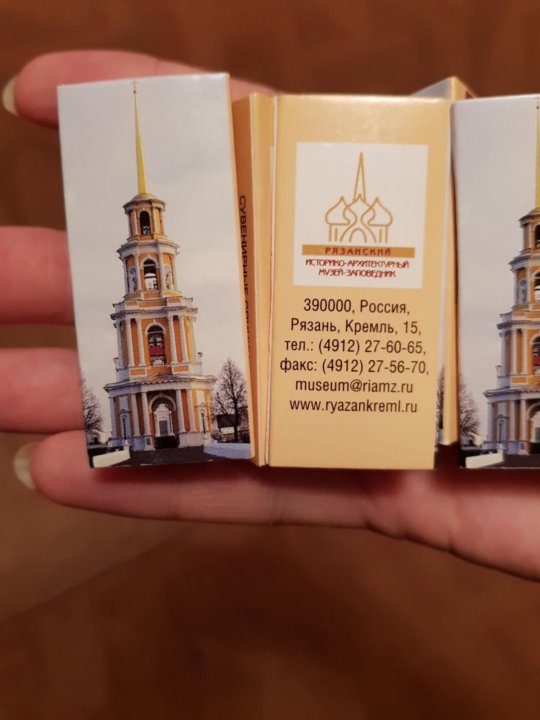 СУВЕНИРНЫЕ
РЯЗАНСКИЙ
ИСТОРИКО-АРХИТЕКТУРНЫЙ
МУЗЕЙ-ЗАПОВЕДНИК
390000, Россия,
Рязань, Кремль, 15,
тел.: (4912) 27-60-65,
факс: (4912) 27-56-70,
museum@riamz.ru
www.ryazankreml.ru